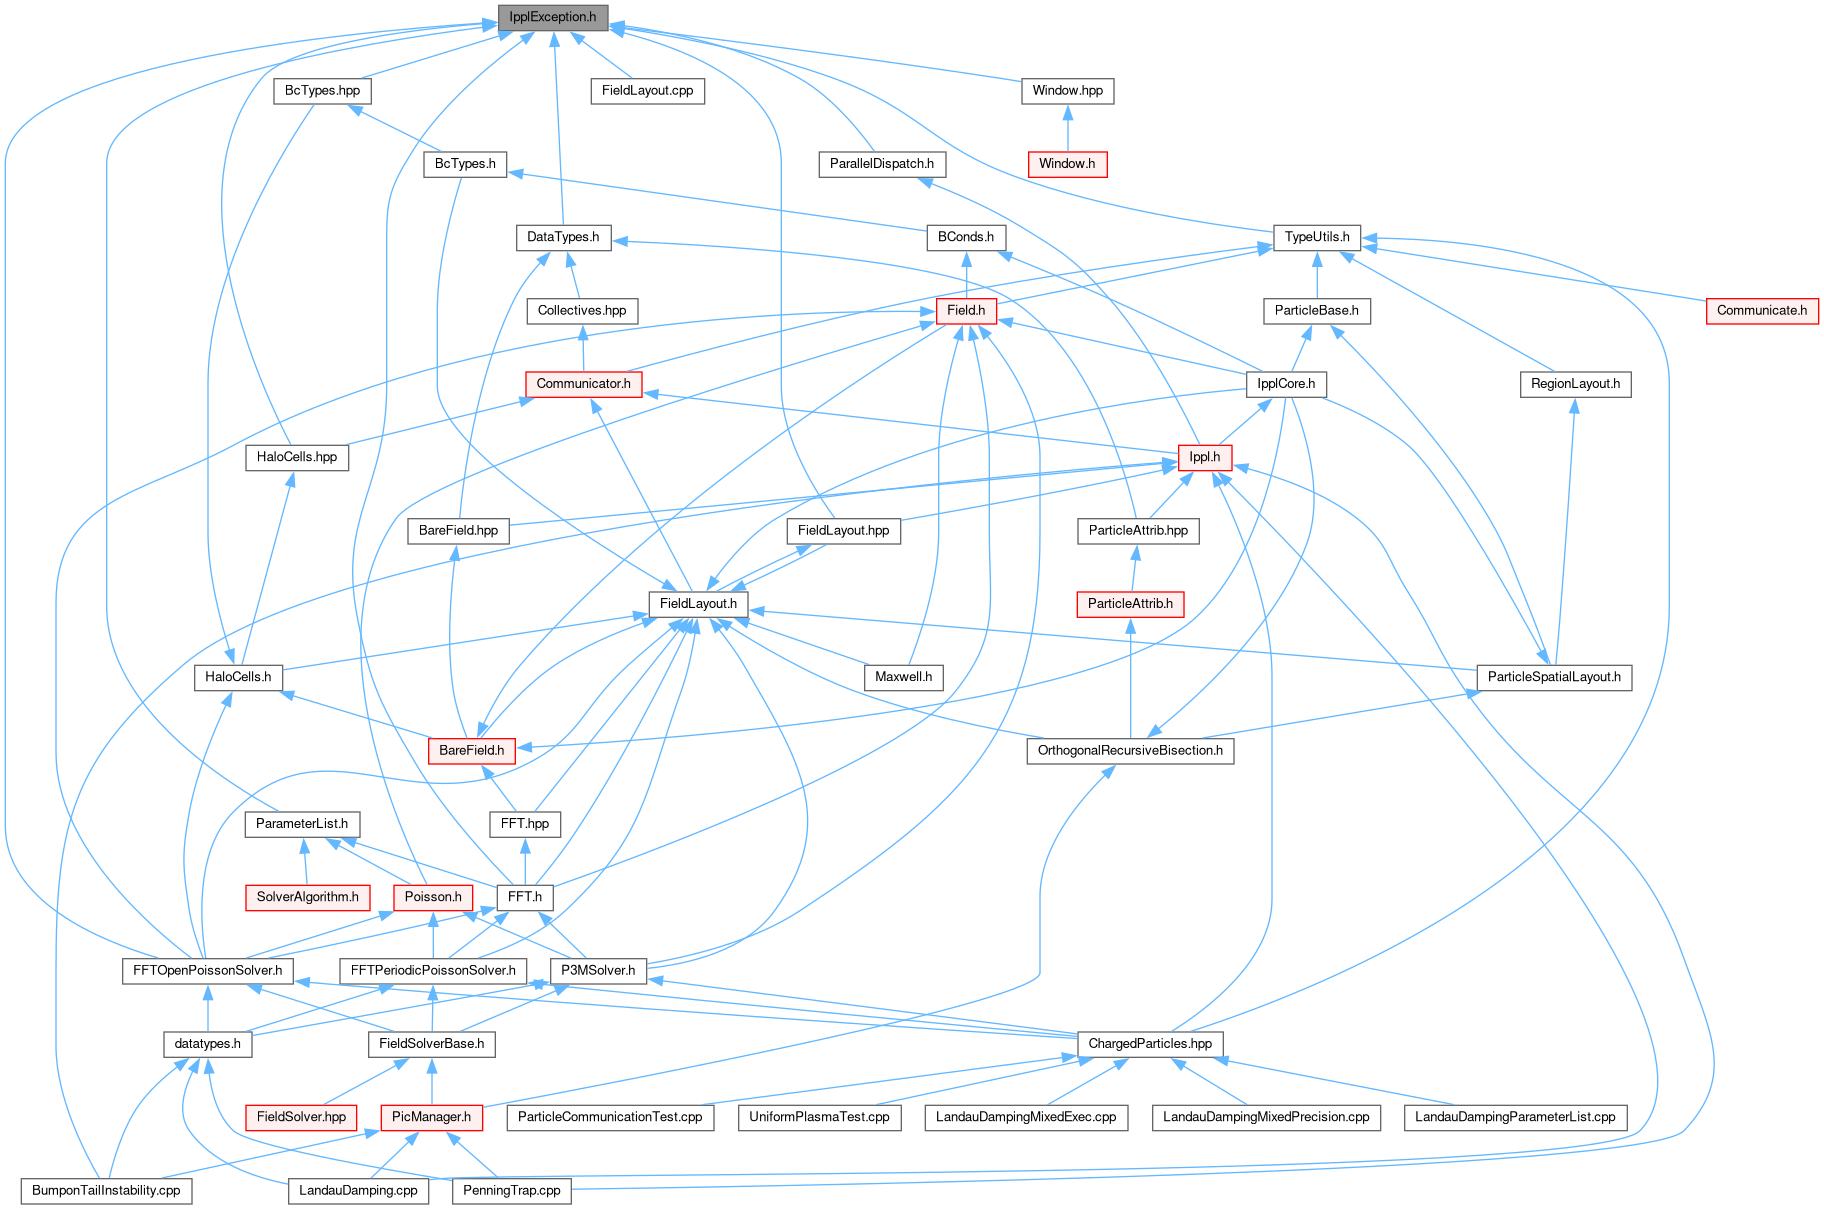 IpplException.h
BcTypes.hpp
FieldLayout.cpp
Window.hpp
BcTypes.h
ParallelDispatch.h
Window.h
DataTypes.h
BConds.h
TypeUtils.h
Collectives.hpp
Field.h
ParticleBase.h
Communicate.h
Communicator.h
IpplCore.h
RegionLayout.h
HaloCells.hpp
Ippl.h
BareField.hpp
FieldLayout.hpp
ParticleAttrib.hpp
FieldLayout.h
ParticleAttrib.h
HaloCells.h
Maxwell.h
ParticleSpatialLayout.h
BareField.h
OrthogonalRecursiveBisection.h
ParameterList.h
FFT.hpp
SolverAlgorithm.h
Poisson.h
FFT.h
FFTOpenPoissonSolver.h
FFTPeriodicPoissonSolver.h
P3MSolver.h
datatypes.h
FieldSolverBase.h
ChargedParticles.hpp
FieldSolver.hpp
PicManager.h
ParticleCommunicationTest.cpp
UniformPlasmaTest.cpp
LandauDampingMixedExec.cpp
LandauDampingMixedPrecision.cpp
LandauDampingParameterList.cpp
BumponTailInstability.cpp
LandauDamping.cpp
PenningTrap.cpp